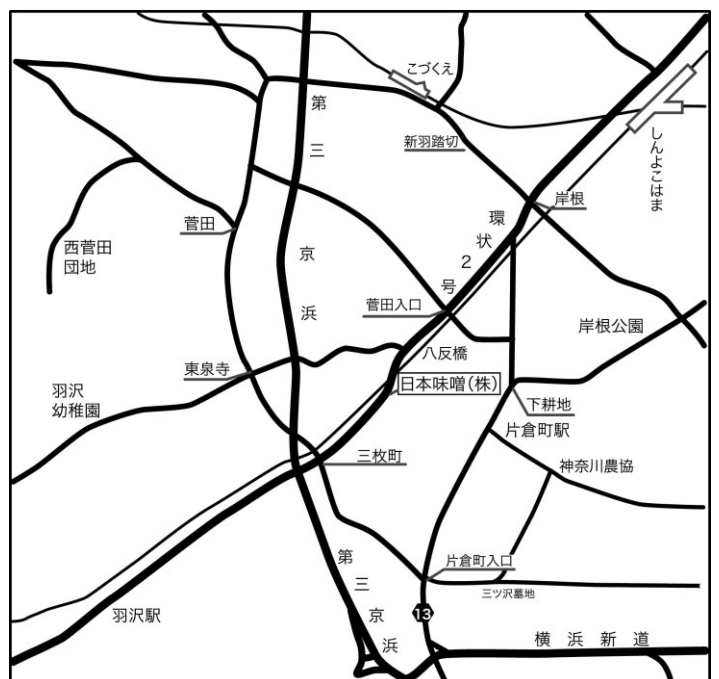 こづくえ
第三京浜
新羽踏切
しんよこはま
岸根
環状2号
菅田
西菅田
団地
菅田入口
岸根公園
八反橋
東泉寺
日本味噌(株)
羽沢
幼稚園
下耕地
片倉町駅
三枚町
神奈川農協
第三京浜
片倉町入口
三ツ沢墓地
羽沢駅
13
横浜新道